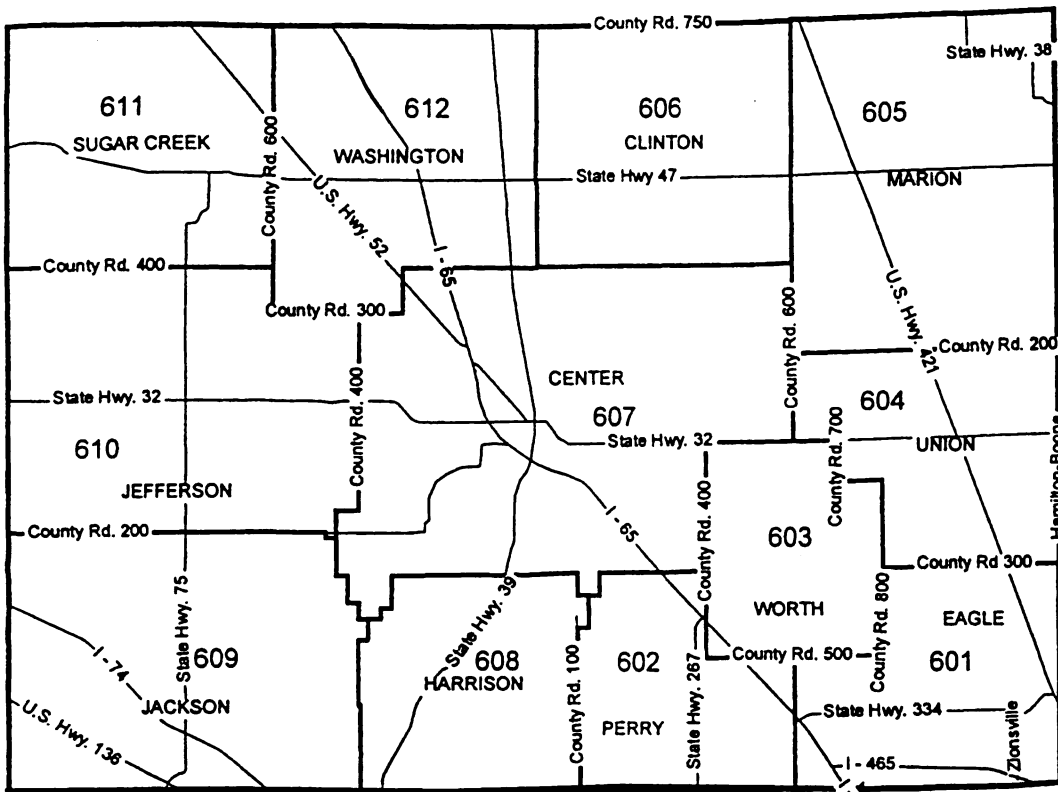 County Rd. 750
State Hwy. 38
611
612
606
605
SUGAR CREEK
WASHINGTON
CLINTON
MARION
County Rd. 600
State Hwy 47
U.S. Hwy. 52
I - 65
County Rd. 400
County Rd. 300
County Rd. 600
U.S. Hwy. 421
County Rd. 200
CENTER
607
604
State Hwy. 32
County Rd. 400
State Hwy. 32
County Rd. 700
UNION
Hamilton-Boone
610
JEFFERSON
County Rd. 200
I - 65
County Rd. 400
603
County Rd 300
State Hwy. 75
State Hwy. 39
WORTH
County Rd. 800
EAGLE
I - 74
609
608
County Rd. 100
602
State Hwy. 267
County Rd. 500
601
HARRISON
JACKSON
U.S. Hwy. 136
PERRY
State Hwy. 334
Zionsville
I - 465